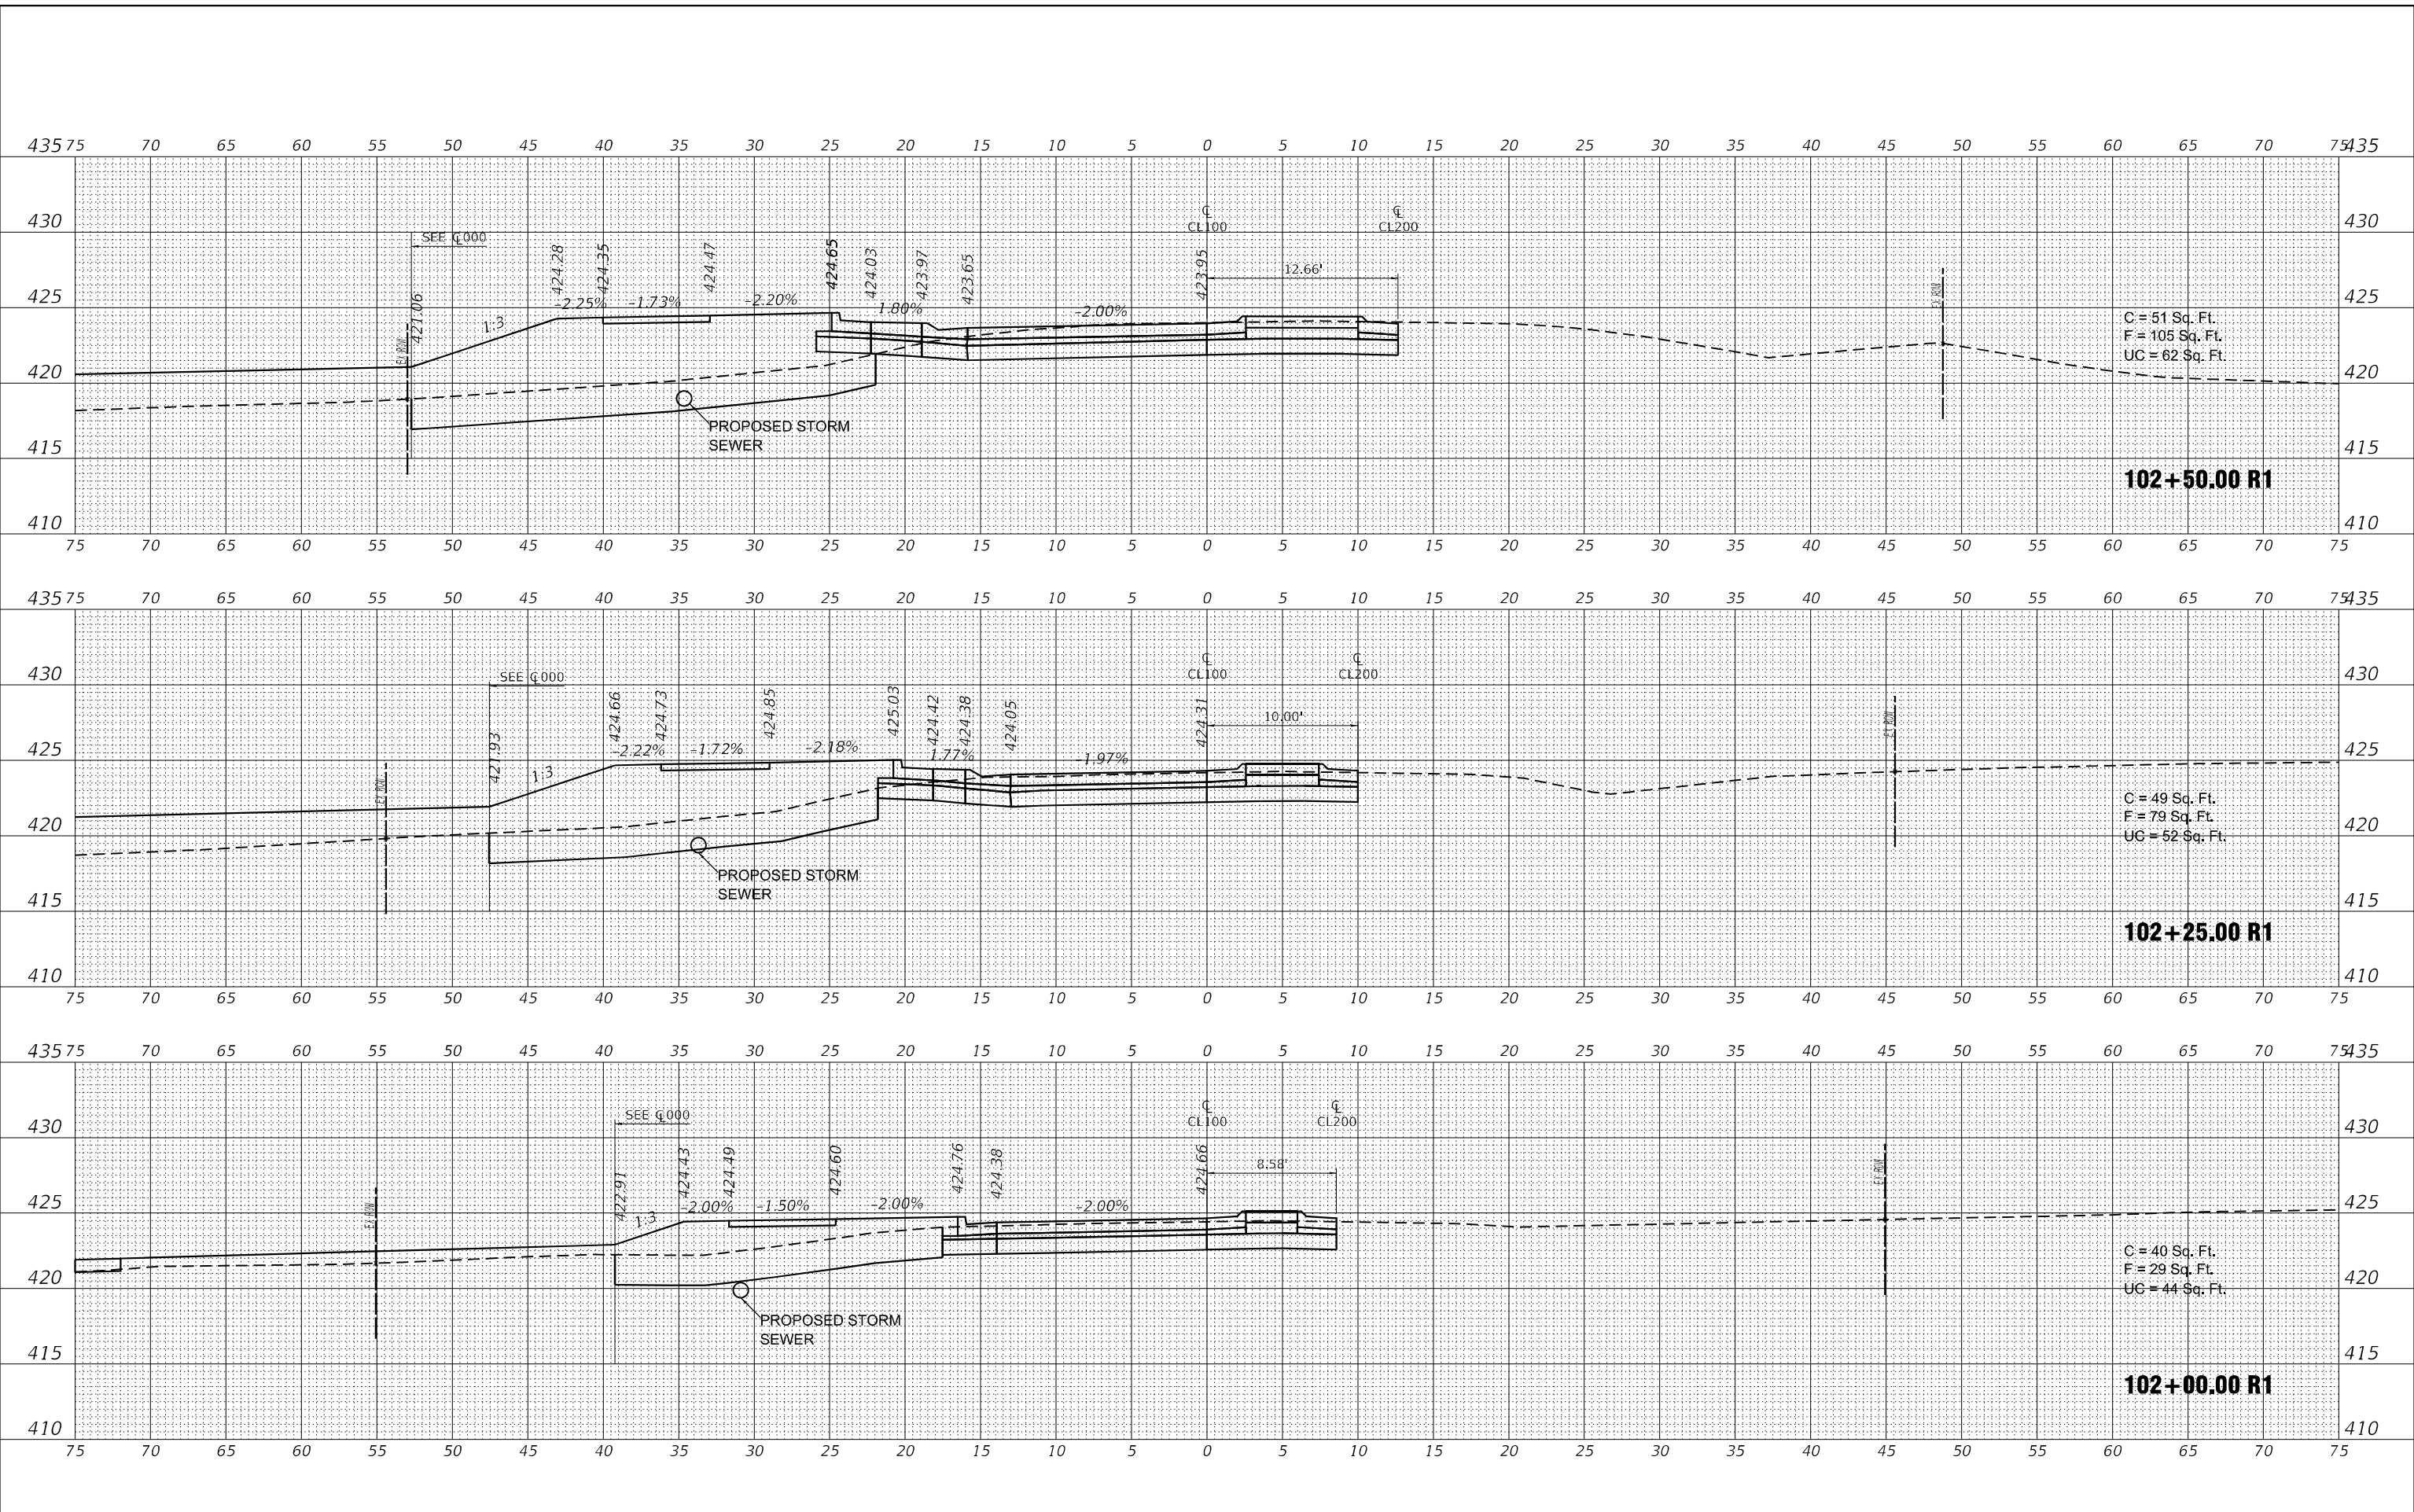 435 75 70 65 60 55 50 45 40 35 30 25 20 15 10 5 0 5 10 15 20 25 30 35 40 45 50 55 60 65 70 75 435
430 430
℄ ℄
CL100 CL200
SEE ℄000
421.06 424.28 424.35 424.47 424.65 424.03 423.97 423.65 423.95
12.66'
EX ROW EX ROW
425 425
1:3 -2.25% -1.73% -2.20% 1.80% -2.00%
C = 51 Sq. Ft.
F = 105 Sq. Ft.
UC = 62 Sq. Ft.
420 420
PROPOSED STORM
SEWER
415 415
102+50.00 R1
410 410
75 70 65 60 55 50 45 40 35 30 25 20 15 10 5 0 5 10 15 20 25 30 35 40 45 50 55 60 65 70 75
435 75 70 65 60 55 50 45 40 35 30 25 20 15 10 5 0 5 10 15 20 25 30 35 40 45 50 55 60 65 70 75 435
430 430
℄ ℄
CL100 CL200
SEE ℄000
421.93 424.66 424.73 424.85 425.03 424.42 424.38 424.05 424.31
10.00'
EX ROW EX ROW
425 425
1:3 -2.22% -1.72% -2.18% 1.77% -1.97%
C = 49 Sq. Ft.
F = 79 Sq. Ft.
UC = 52 Sq. Ft.
420 420
PROPOSED STORM
SEWER
415 415
102+25.00 R1
410 410
75 70 65 60 55 50 45 40 35 30 25 20 15 10 5 0 5 10 15 20 25 30 35 40 45 50 55 60 65 70 75
435 75 70 65 60 55 50 45 40 35 30 25 20 15 10 5 0 5 10 15 20 25 30 35 40 45 50 55 60 65 70 75 435
430 430
℄ ℄
CL100 CL200
SEE ℄000
422.91 424.43 424.49 424.60 424.76 424.38 424.66
8.58'
EX ROW EX ROW
425 425
1:3 -2.00% -1.50% -2.00% -2.00%
C = 40 Sq. Ft.
F = 29 Sq. Ft.
UC = 44 Sq. Ft.
420 420
PROPOSED STORM
SEWER
415 415
102+00.00 R1
410 410
75 70 65 60 55 50 45 40 35 30 25 20 15 10 5 0 5 10 15 20 25 30 35 40 45 50 55 60 65 70 75